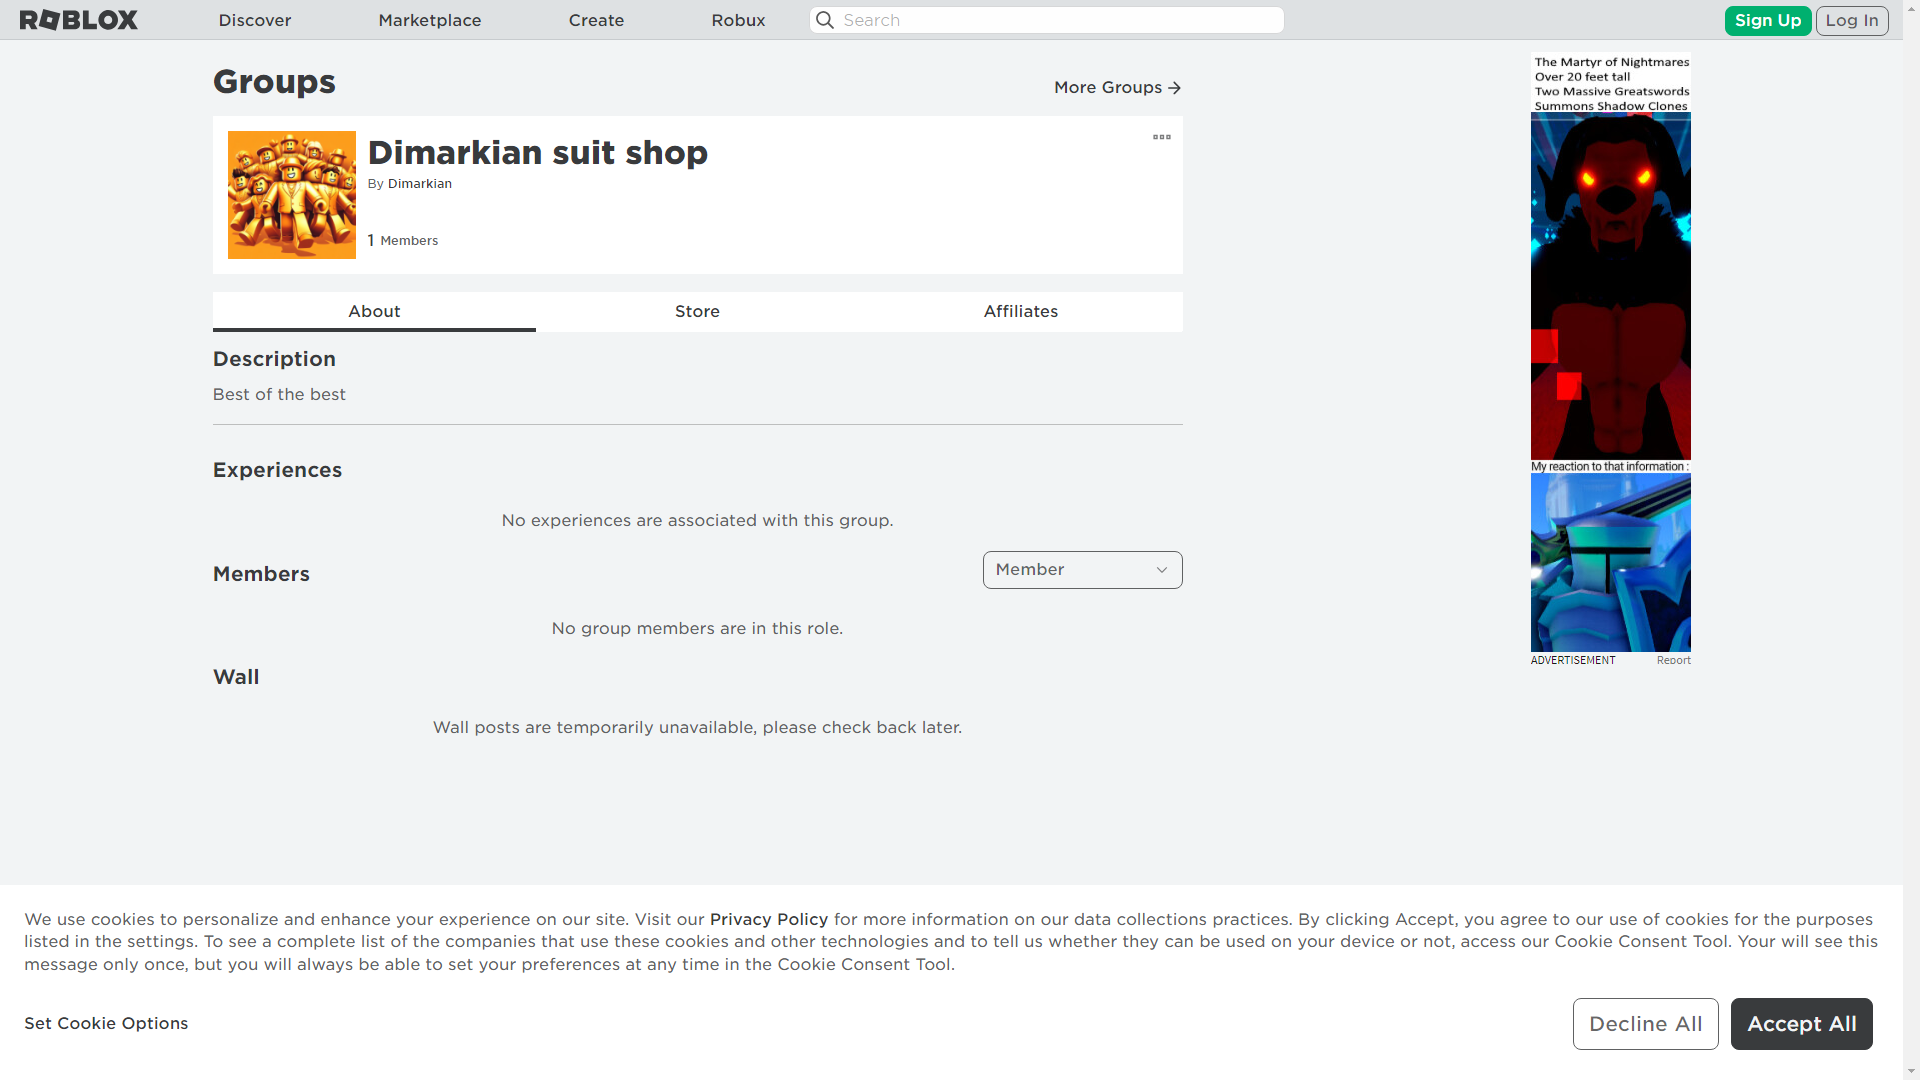 ROBLOX
Discover
Marketplace
Create
Robux
Search
Sign Up
Log In
Groups
More Groups
Dimarkian suit shop
By Dimarkian
1 Members
About
Store
Affiliates
Description
Best of the best
Experiences
No experiences are associated with this group.
Members
Member
No group members are in this role.
Wall
Wall posts are temporarily unavailable, please check back later.
The Martyr of Nightmares
Over 20 feet tall
Two Massive Greatswords
Summons Shadow Clones
My reaction to that information :
ADVERTISEMENT
Report
We use cookies to personalize and enhance your experience on our site. Visit our Privacy Policy for more information on our data collections practices. By clicking Accept, you agree to our use of cookies for the purposes
listed in the settings. To see a complete list of the companies that use these cookies and other technologies and to tell us whether they can be used on your device or not, access our Cookie Consent Tool. Your will see this
message only once, but you will always be able to set your preferences at any time in the Cookie Consent Tool.
Set Cookie Options
Decline All
Accept All